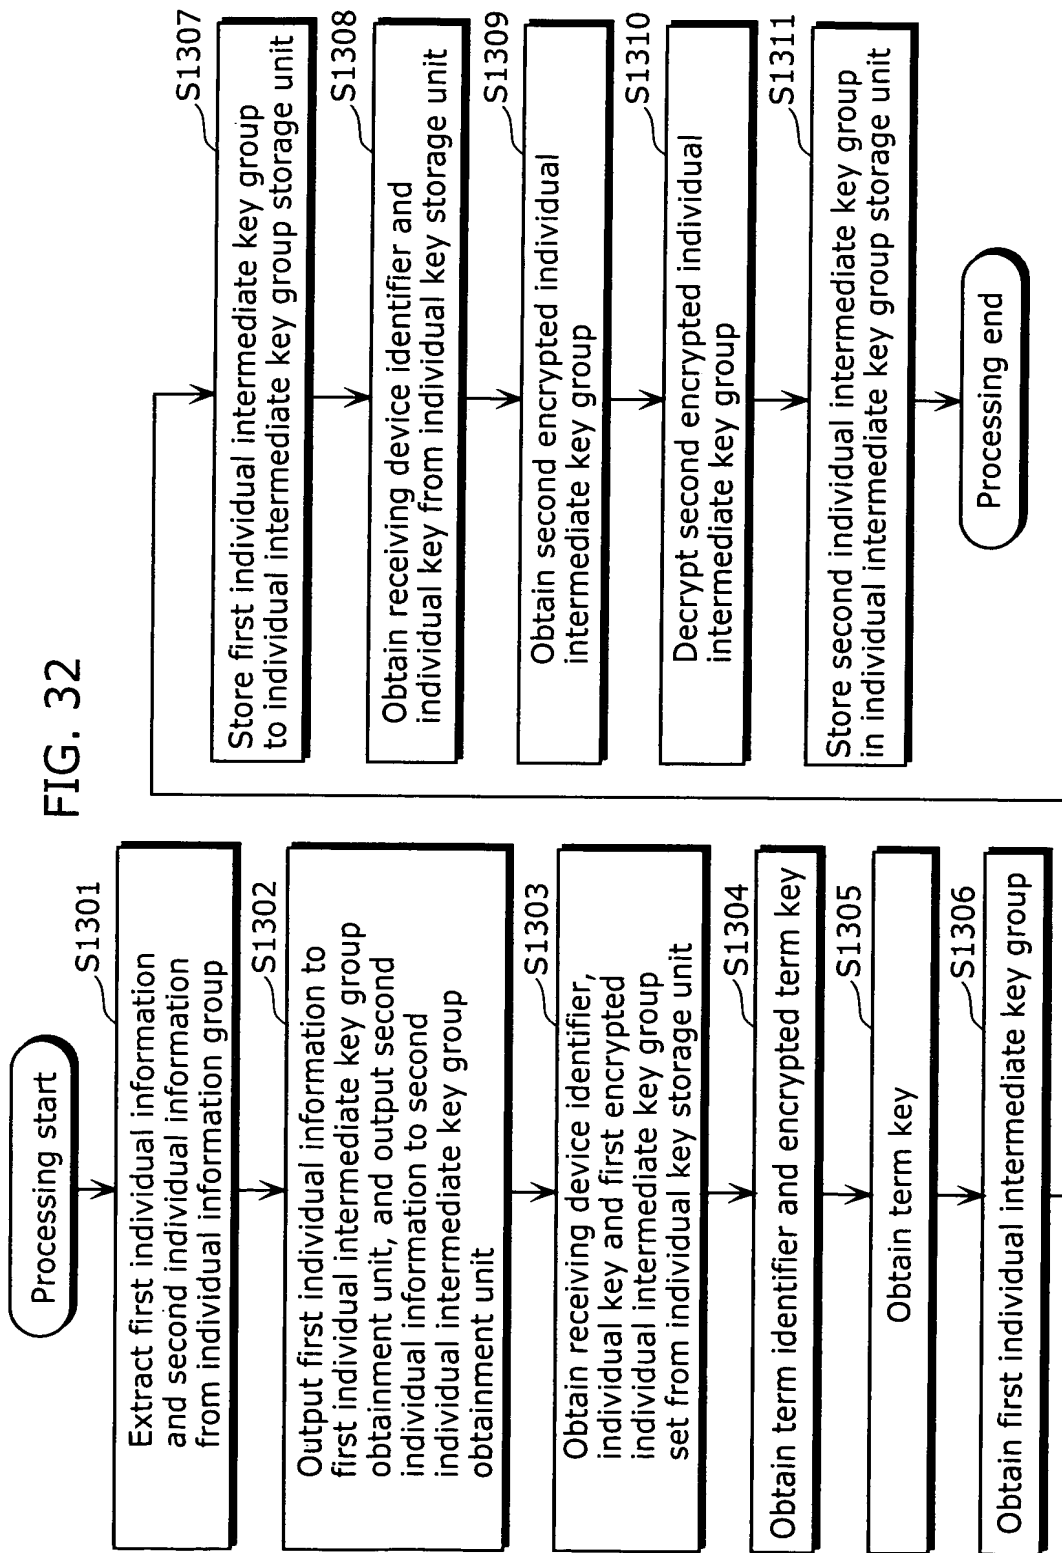 FIG. 32
Processing start
S1301
Extract first individual information
and second individual information
from individual information group
S1302
Output first individual information to
first individual intermediate key group
obtainment unit, and output second
individual information to second
individual intermediate key group
obtainment unit
S1303
Obtain receiving device identifier,
individual key and first encrypted
individual intermediate key group
set from individual key storage unit
S1304
Obtain term identifier and encrypted term key
S1305
Obtain term key
S1306
Obtain first individual intermediate key group
S1307
Store first individual intermediate key group
to individual intermediate key group storage unit
S1308
Obtain receiving device identifier and
individual key from individual key storage unit
S1309
Obtain second encrypted individual
intermediate key group
S1310
Decrypt second encrypted individual
intermediate key group
S1311
Store second individual intermediate key group
in individual intermediate key group storage unit
Processing end